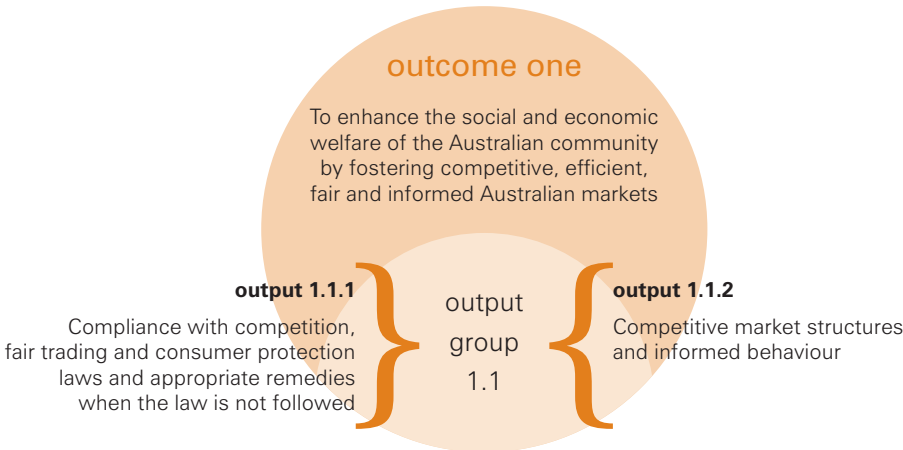 outcome one
To enhance the social and economic
welfare of the Australian community
by fostering competitive, efficient,
fair and informed Australian markets
output 1.1.1
Compliance with competition,
fair trading and consumer protection
laws and appropriate remedies
when the law is not followed
output
group
1.1
output 1.1.2
Competitive market structures
and informed behaviour